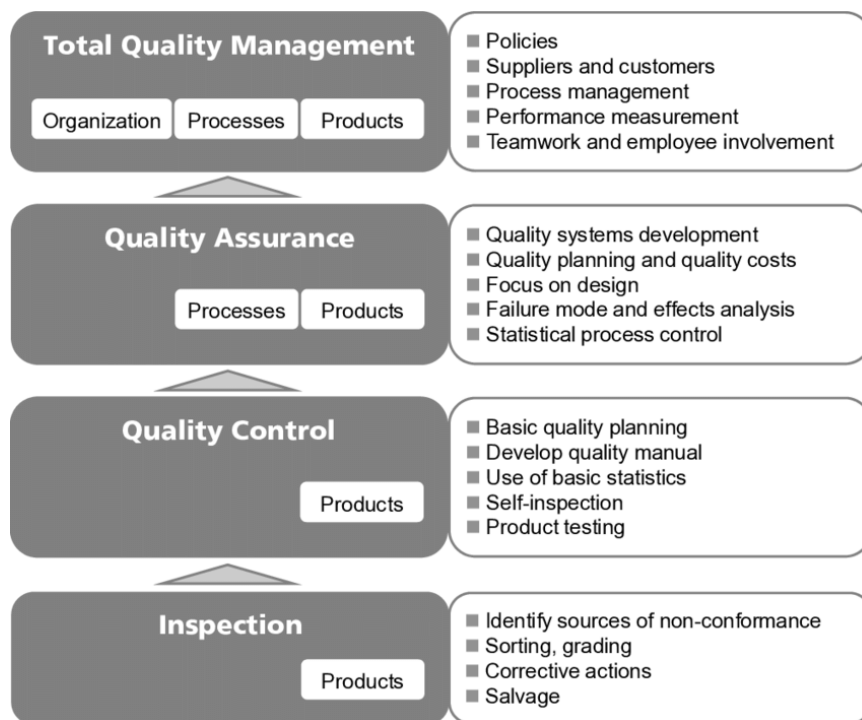 Total Quality Management
Organization Processes Products
Policies
Suppliers and customers
Process management
Performance measurement
Teamwork and employee involvement
Quality Assurance
Processes Products
Quality systems development
Quality planning and quality costs
Focus on design
Failure mode and effects analysis
Statistical process control
Quality Control
Products
Basic quality planning
Develop quality manual
Use of basic statistics
Self-inspection
Product testing
Inspection
Products
Identify sources of non-conformance
Sorting, grading
Corrective actions
Salvage